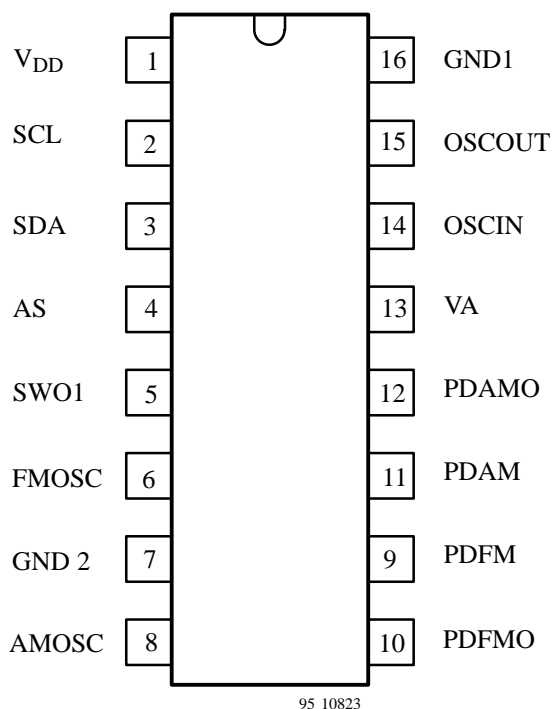 V_DD 1 16 GND1
SCL 2 15 OSCOUT
SDA 3 14 OSCIN
AS 4 13 VA
SWO1 5 12 PDAMO
FMOSC 6 11 PDAM
GND 2 7 9 PDFM
AMOSC 8 10 PDFMO
95 10823